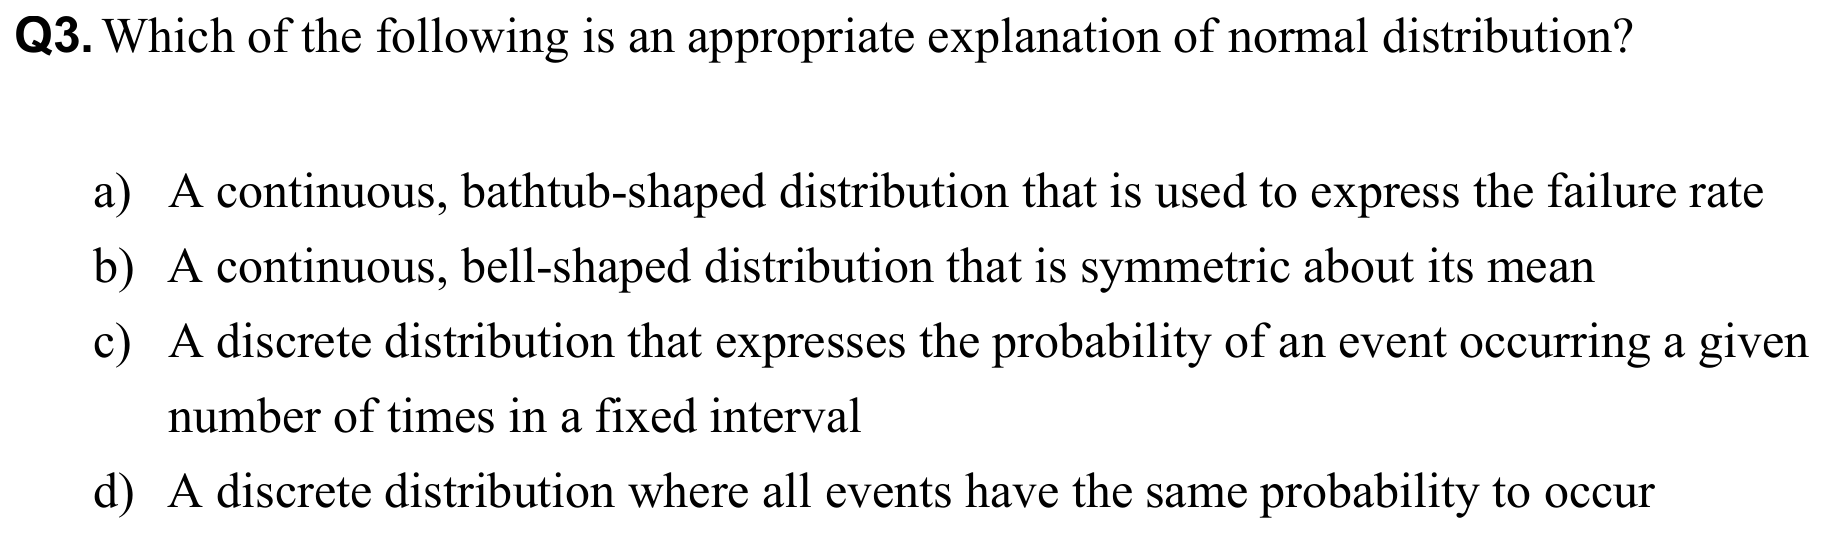 Q3. Which of the following is an appropriate explanation of normal distribution?
a) A continuous, bathtub-shaped distribution that is used to express the failure rate
b) A continuous, bell-shaped distribution that is symmetric about its mean
c) A discrete distribution that expresses the probability of an event occurring a given
number of times in a fixed interval
d) A discrete distribution where all events have the same probability to occur